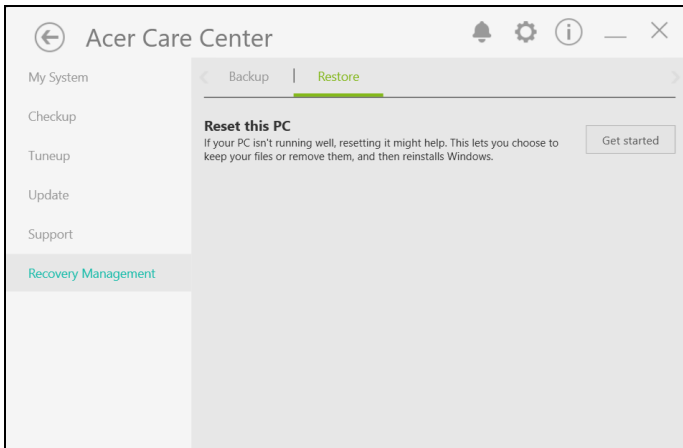 Acer Care Center
My System
Checkup
Tuneup
Update
Support
Recovery Management
Backup | Restore
Reset this PC
If your PC isn't running well, resetting it might help. This lets you choose to
keep your files or remove them, and then reinstalls Windows.
Get started